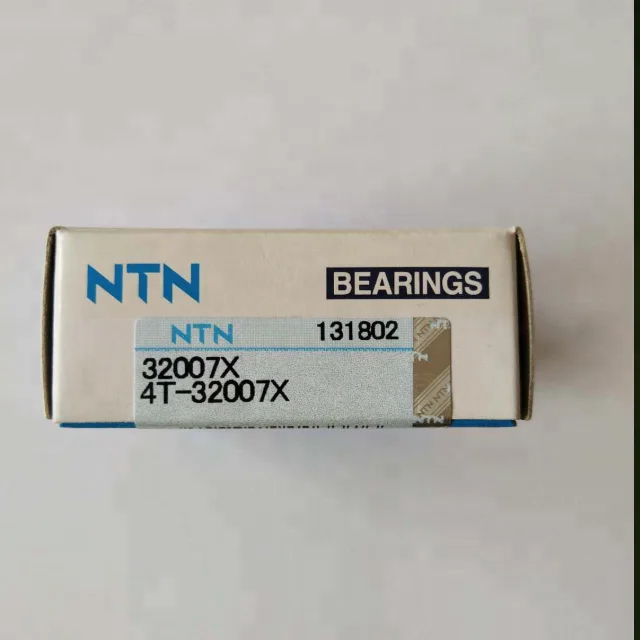 NTN BEARINGS
NTN 131802
32007X
4T-32007X